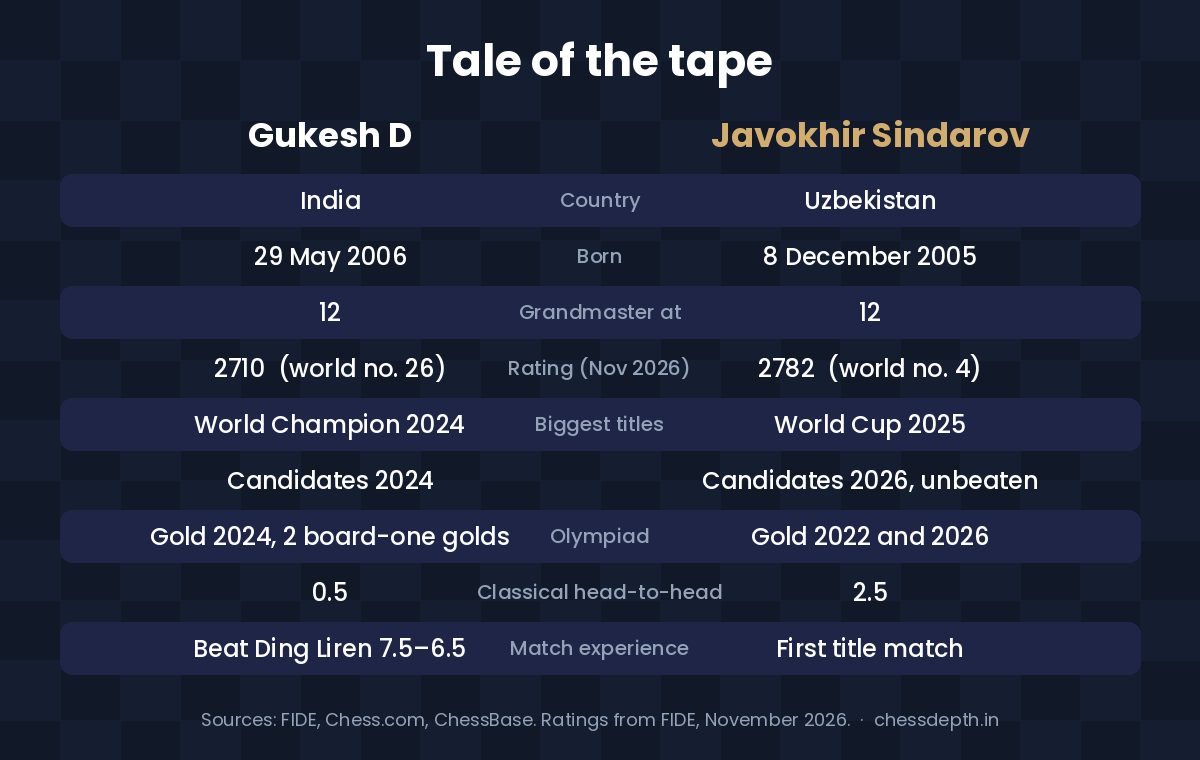 Tale of the tape
Gukesh D Javokhir Sindarov
India Country Uzbekistan
29 May 2006 Born 8 December 2005
12 Grandmaster at 12
2710 (world no. 26) Rating (Nov 2026) 2782 (world no. 4)
World Champion 2024 Biggest titles World Cup 2025
Candidates 2024 Candidates 2026, unbeaten
Gold 2024, 2 board-one golds Olympiad Gold 2022 and 2026
0.5 Classical head-to-head 2.5
Beat Ding Liren 7.5–6.5 Match experience First title match
Sources: FIDE, Chess.com, ChessBase. Ratings from FIDE, November 2026. · chessdepth.in